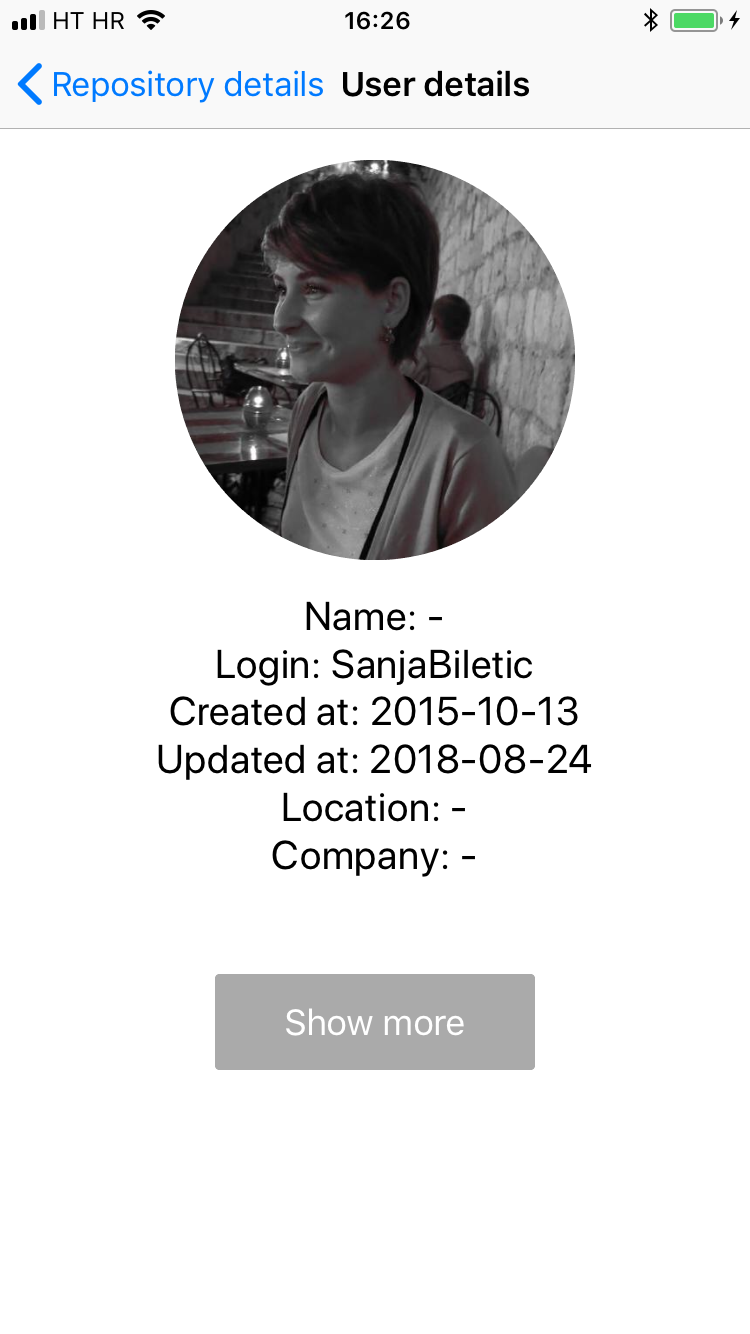 HT HR 16:26
Repository details User details
Name: -
Login: SanjaBiletic
Created at: 2015-10-13
Updated at: 2018-08-24
Location: -
Company: -
Show more